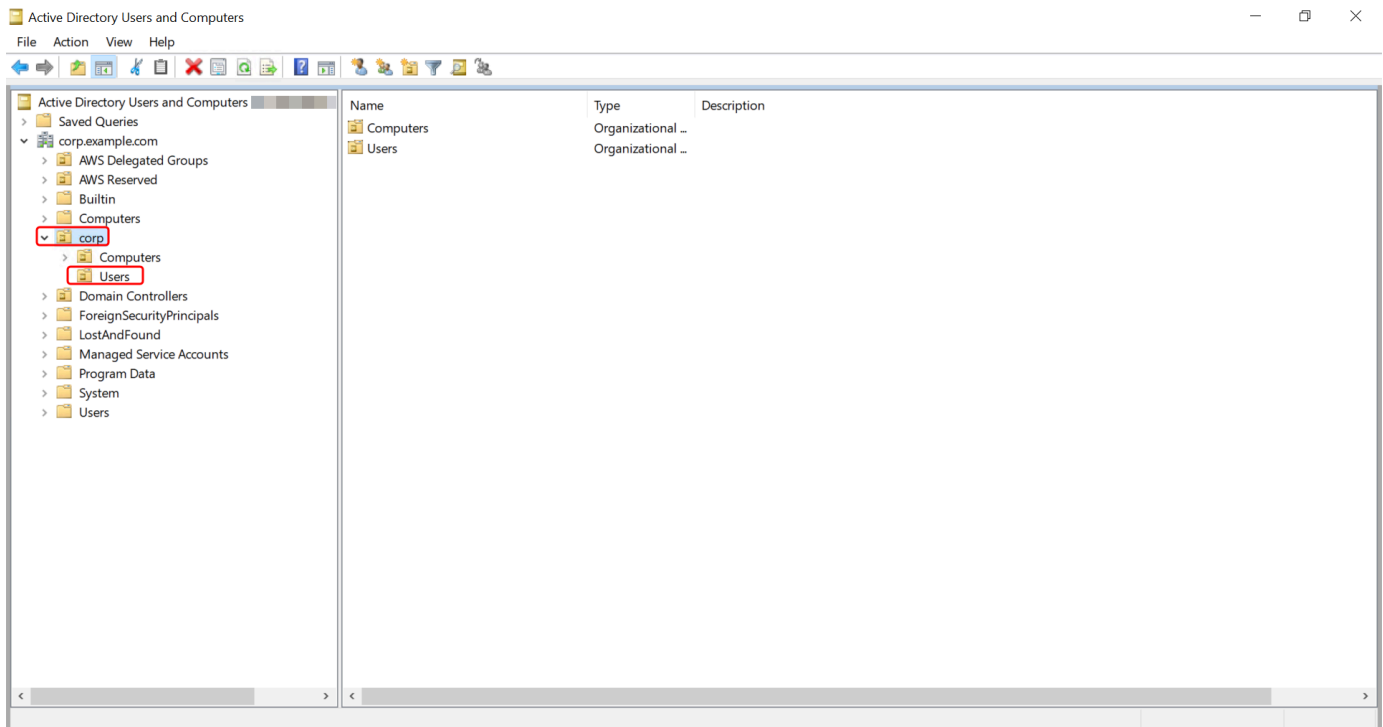 Active Directory Users and Computers
File Action View Help
Active Directory Users and Computers
Saved Queries
corp.example.com
AWS Delegated Groups
AWS Reserved
Builtin
Computers
corp
Computers
Users
Domain Controllers
ForeignSecurityPrincipals
LostAndFound
Managed Service Accounts
Program Data
System
Users
Name Type Description
Computers Organizational ...
Users Organizational ...